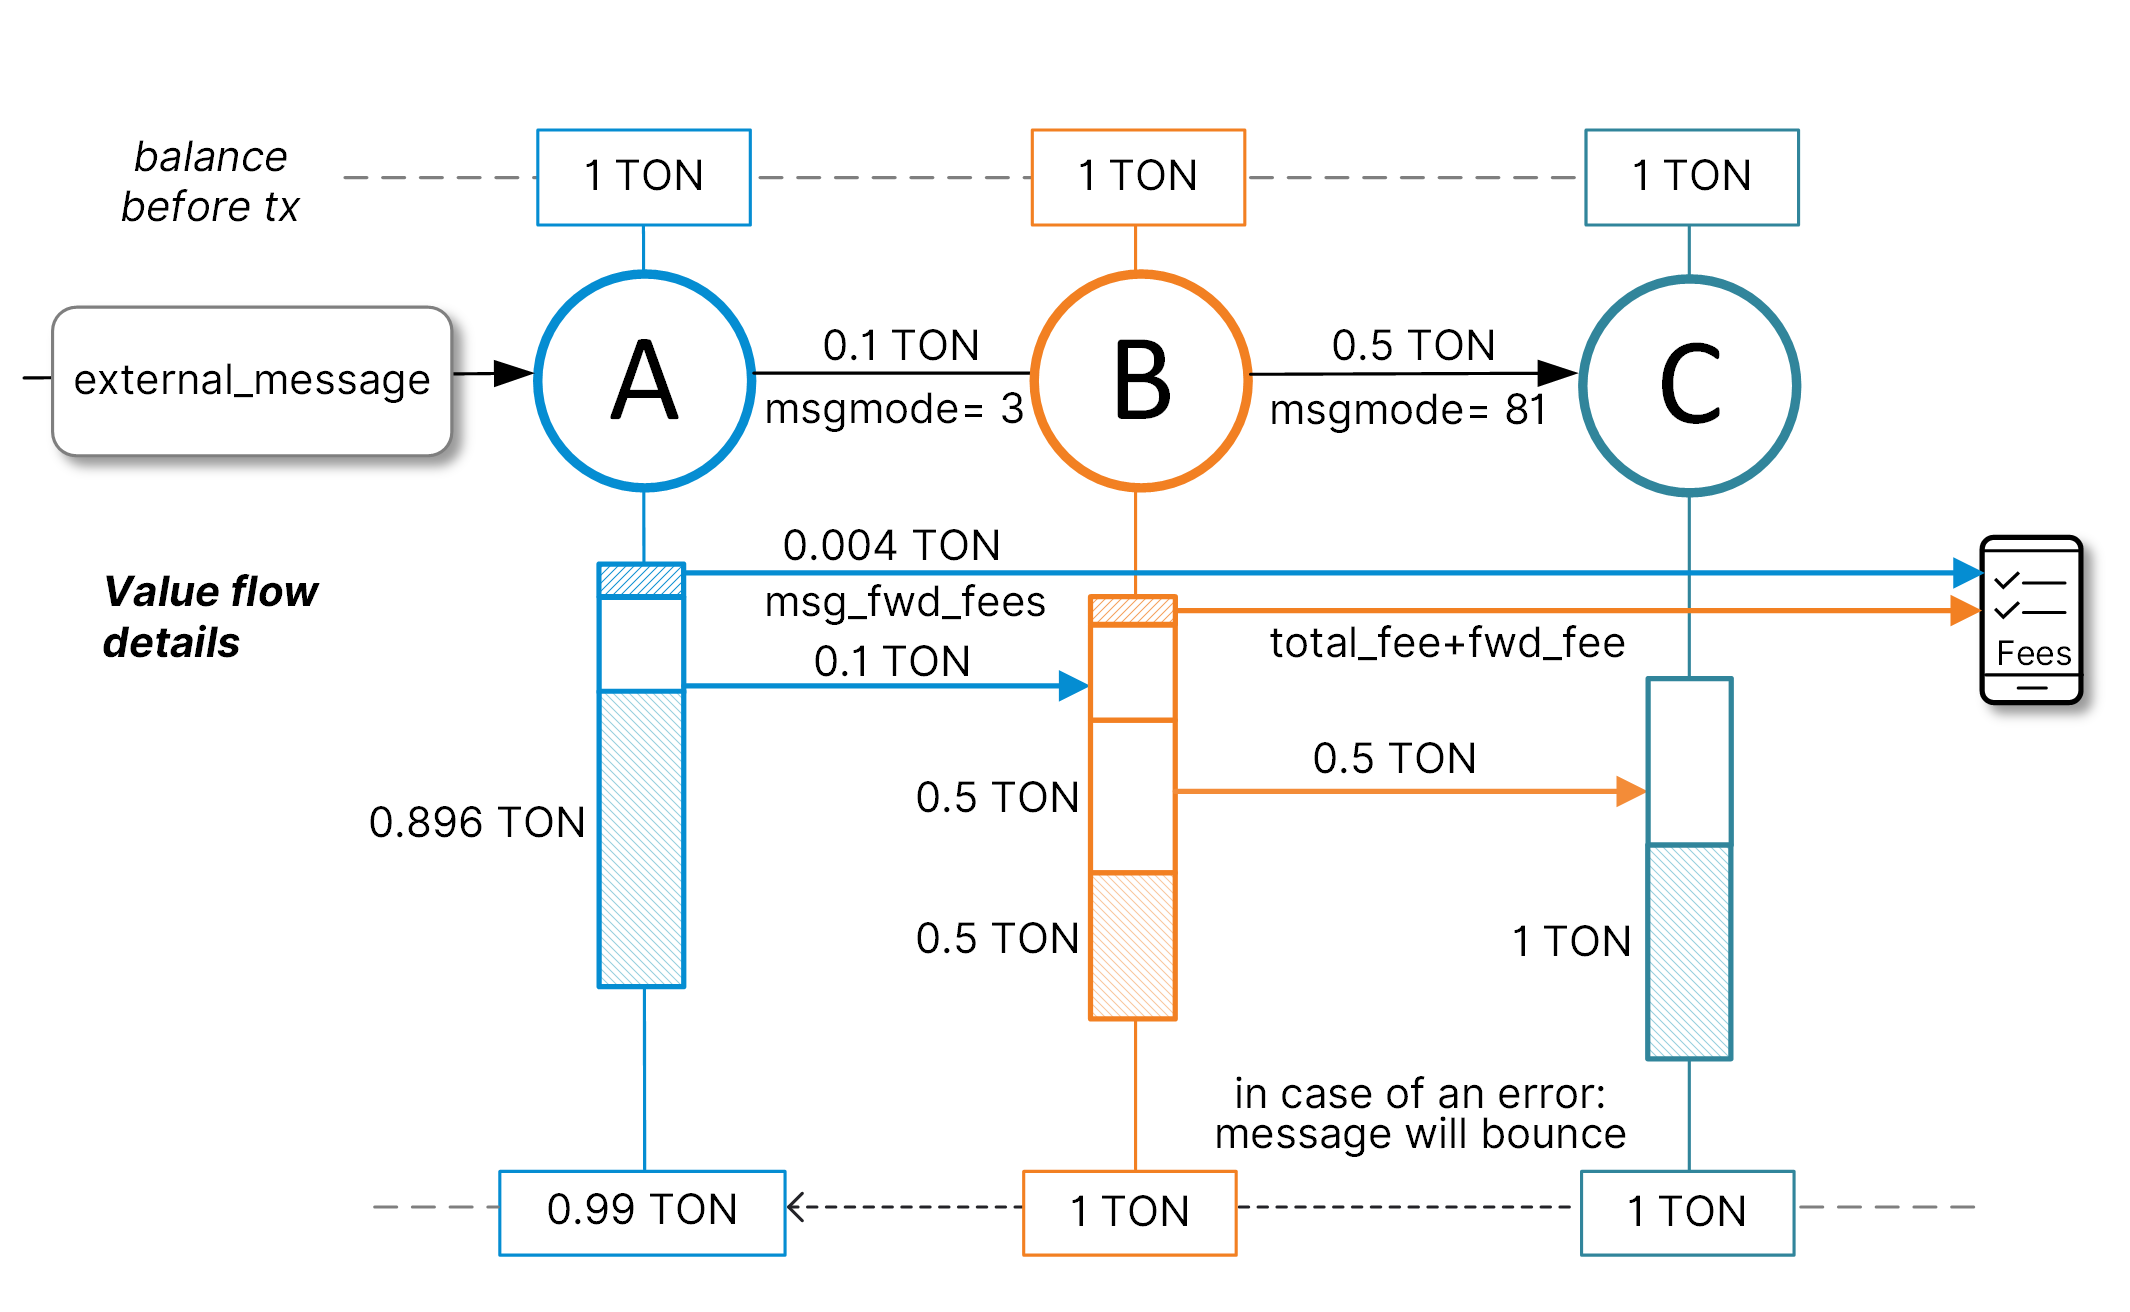 balance
before tx
1 TON
1 TON
1 TON
external_message
A
0.1 TON
msgmode= 3
B
0.5 TON
msgmode= 81
C
Value flow
details
0.004 TON
msg_fwd_fees
0.1 TON
total_fee+fwd_fee
Fees
0.5 TON
0.896 TON
0.5 TON
0.5 TON
1 TON
in case of an error:
message will bounce
0.99 TON
1 TON
1 TON